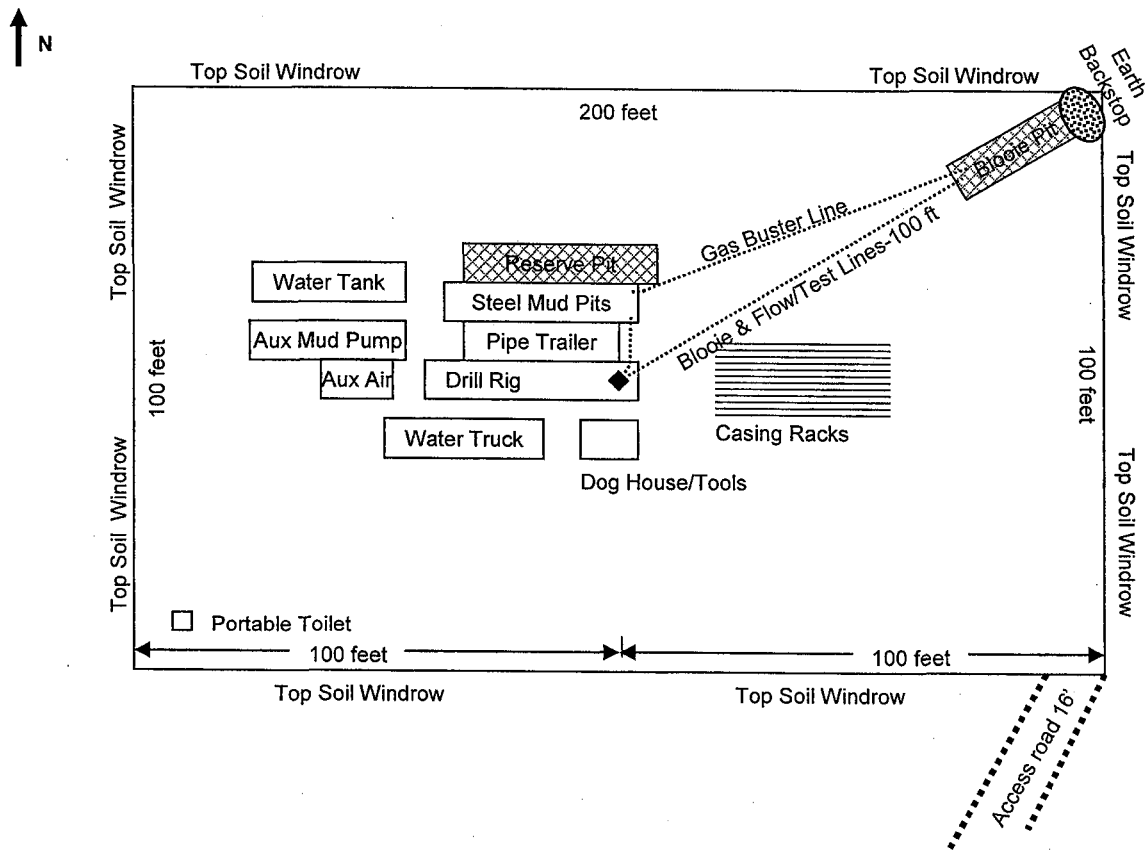 N
Top Soil Windrow
Top Soil Windrow
Earth
Backstop
200 feet
Blooie Pit
Top Soil Windrow
Top Soil Windrow
Gas Buster Line
Blooie & Flow/Test Lines-100 ft
Reserve Pit
Water Tank
Steel Mud Pits
Aux Mud Pump
Pipe Trailer
Aux Air
Drill Rig
100 feet
100 feet
Water Truck
Casing Racks
Dog House/Tools
Top Soil Windrow
Top Soil Windrow
Portable Toilet
100 feet
100 feet
Top Soil Windrow
Top Soil Windrow
Access road 16'